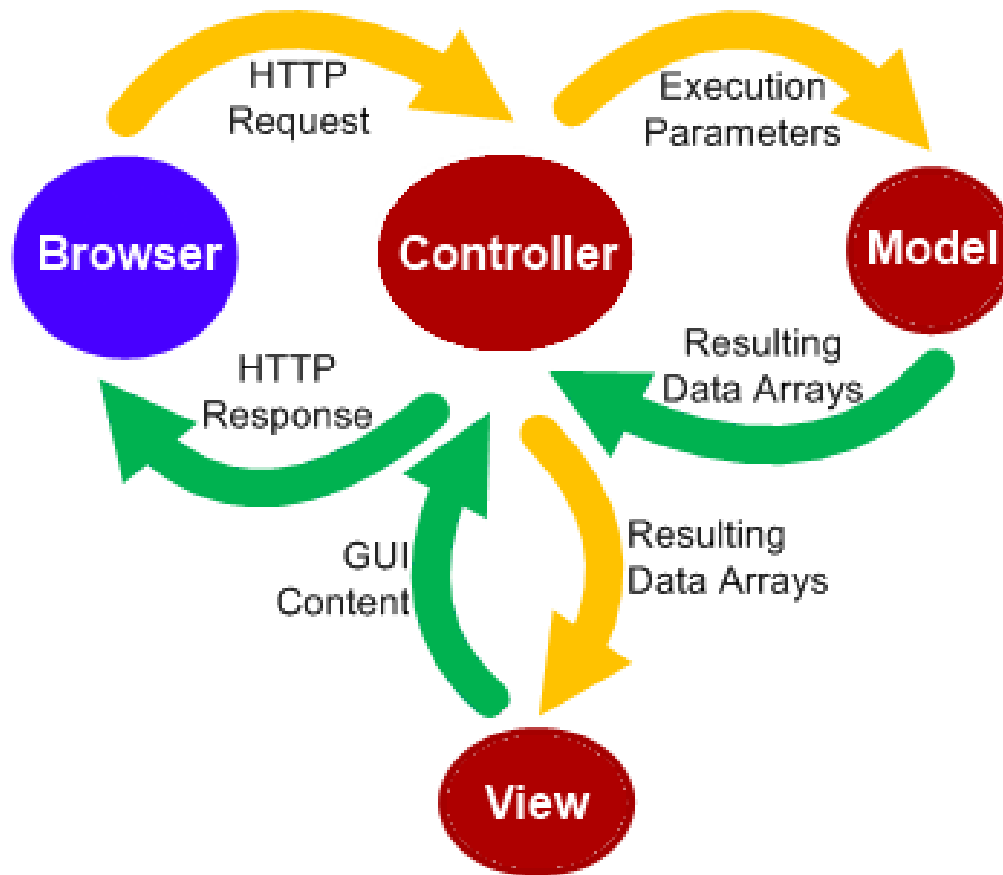 HTTP
Request
Execution
Parameters
Browser
Controller
Model
HTTP
Response
Resulting
Data Arrays
GUI
Content
Resulting
Data Arrays
View